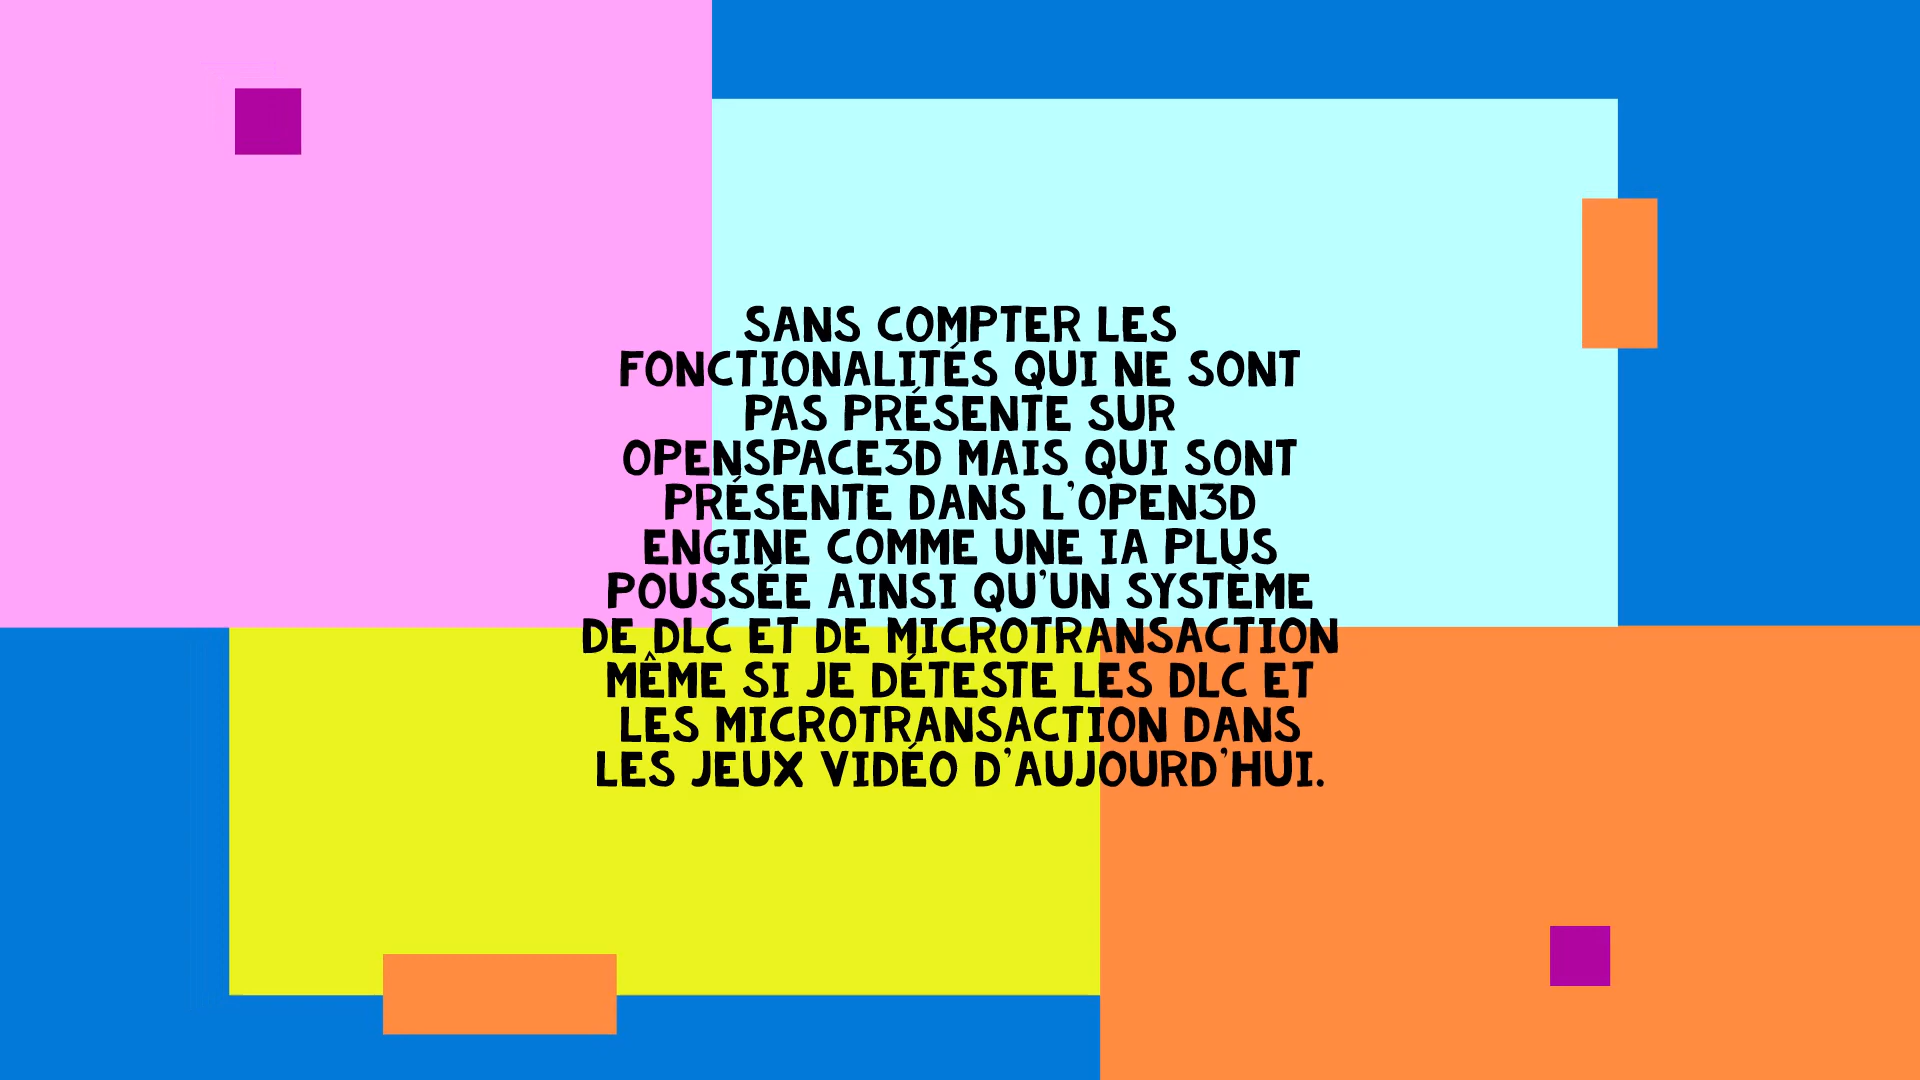 SANS COMPTER LES
FONCTIONALITÉS QUI NE SONT
PAS PRÉSENTE SUR
OPENSPACE3D MAIS QUI SONT
PRÉSENTE DANS L'OPEN3D
ENGINE COMME UNE IA PLUS
POUSSÉE AINSI QU'UN SYSTÈME
DE DLC ET DE MICROTRANSACTION
MÊME SI JE DÉTESTE LES DLC ET
LES MICROTRANSACTION DANS
LES JEUX VIDÉO D'AUJOURD'HUI.